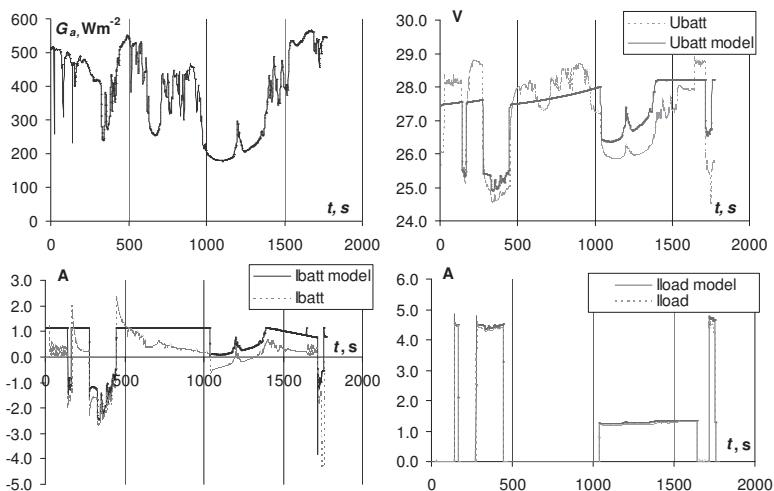 Ga, Wm-2
600
500
400
300
200
100
0
0 500 1000 1500 2000
t, s
V
Ubatt
Ubatt model
30.0
29.0
28.0
27.0
26.0
25.0
24.0
0 500 1000 1500 2000
t, s
A
Ibatt model
Ibatt
3.0
2.0
1.0
0.0
-1.0
-2.0
-3.0
-4.0
-5.0
0 500 1000 1500 2000
t, s
A
Iload model
Iload
6.0
5.0
4.0
3.0
2.0
1.0
0.0
0 500 1000 1500 2000
t, s